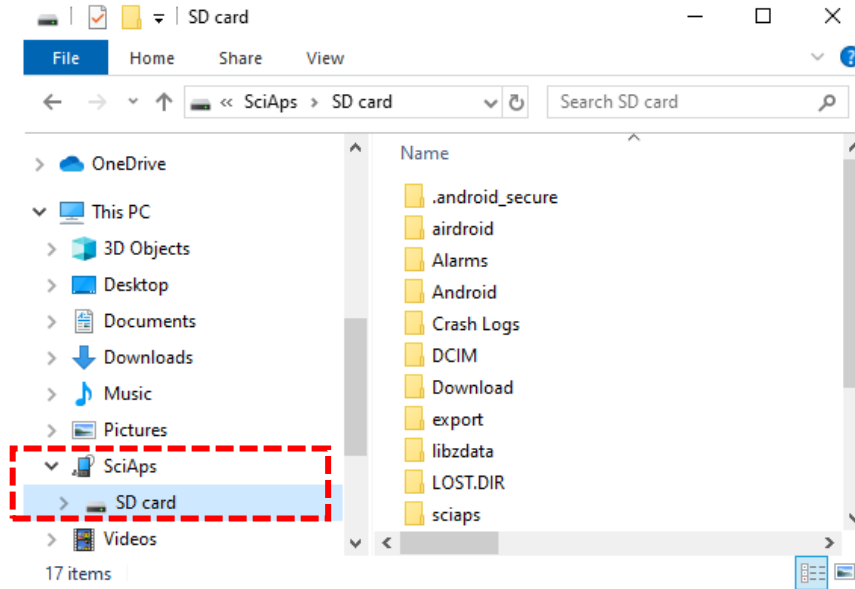 SD card
File Home Share View ?
« SciAps > SD card Search SD card
OneDrive
This PC
3D Objects
Desktop
Documents
Downloads
Music
Pictures
SciAps
SD card
Videos
Name
.android_secure
airdroid
Alarms
Android
Crash Logs
DCIM
Download
export
libzdata
LOST.DIR
sciaps
17 items